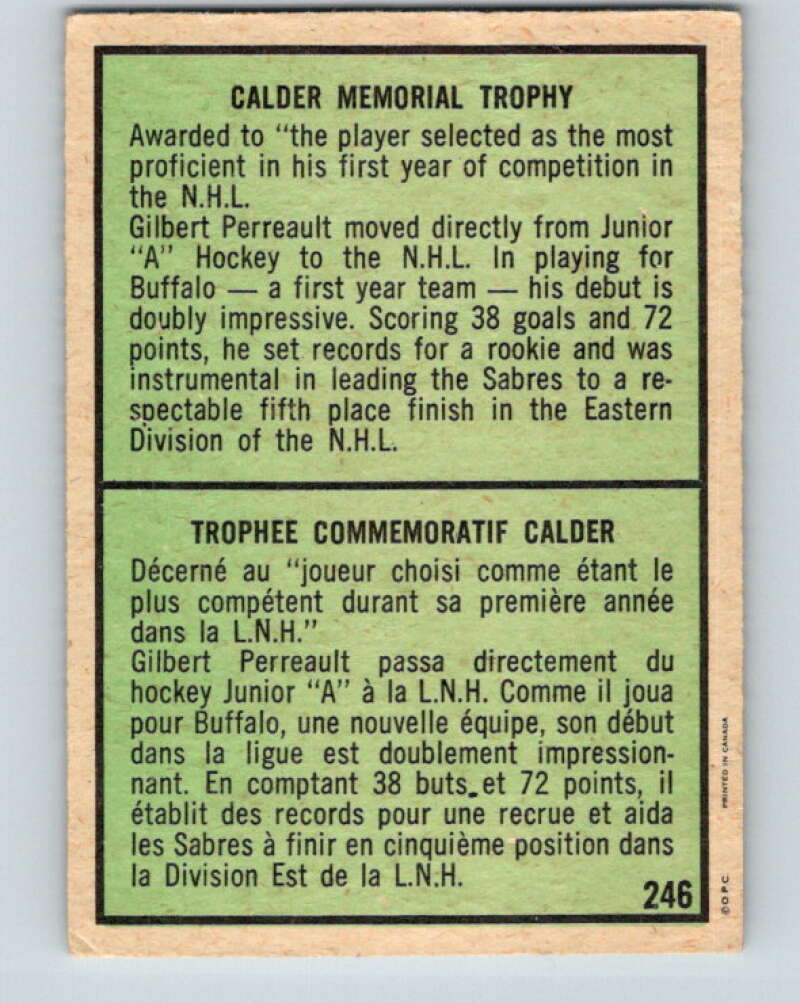 CALDER MEMORIAL TROPHY
Awarded to "the player selected as the most
proficient in his first year of competition in
the N.H.L.
Gilbert Perreault moved directly from Junior
"A" Hockey to the N.H.L. In playing for
Buffalo — a first year team — his debut is
doubly impressive. Scoring 38 goals and 72
points, he set records for a rookie and was
instrumental in leading the Sabres to a re-
spectable fifth place finish in the Eastern
Division of the N.H.L.
TROPHEE COMMEMORATIF CALDER
Décerné au "joueur choisi comme étant le
plus compétent durant sa première année
dans la L.N.H."
Gilbert Perreault passa directement du
hockey Junior "A" à la L.N.H. Comme il joua
pour Buffalo, une nouvelle équipe, son début
dans la ligue est doublement impression-
nant. En comptant 38 buts et 72 points, il
établit des records pour une recrue et aida
les Sabres à finir en cinquième position dans
la Division Est de la L.N.H.
246
© O.P.C. PRINTED IN CANADA